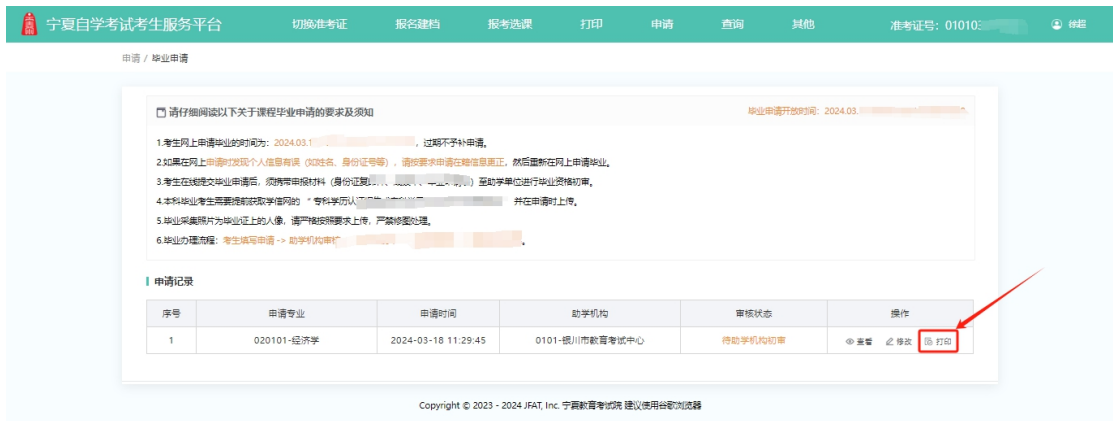 宁夏自学考试考生服务平台 切换准考证 报名建档 报考选课 打印 申请 查询 其他 准考证号：01010
申请 / 毕业申请
请仔细阅读以下关于课程毕业申请的要求及须知 毕业申请开放时间：2024.03.
1.考生网上申请毕业的时间为：2024.03.1 ，过期不予补申请。
2.如果在网上申请时发现个人信息有误（如姓名、身份证号等），请按要求申请在籍信息更正，然后重新在网上申请毕业。
3.考生在线提交毕业申请后，须携带申报材料（身份证复 ）至助学单位进行毕业资格初审。
4.本科毕业考生需要提前获取学信网的 “ 专科学历认 并在申请时上传。
5.毕业采集照片为毕业证上的人像，请严格按照要求上传，严禁修图处理。
6.毕业办理流程：考生填写申请 -> 助学机构审核 。
申请记录
序号 申请专业 申请时间 助学机构 审核状态 操作
1 020101-经济学 2024-03-18 11:29:45 0101-银川市教育考试中心 待助学机构初审 查看 修改 打印
Copyright © 2023 - 2024 JFAT, Inc. 宁夏教育考试院 建议使用谷歌浏览器